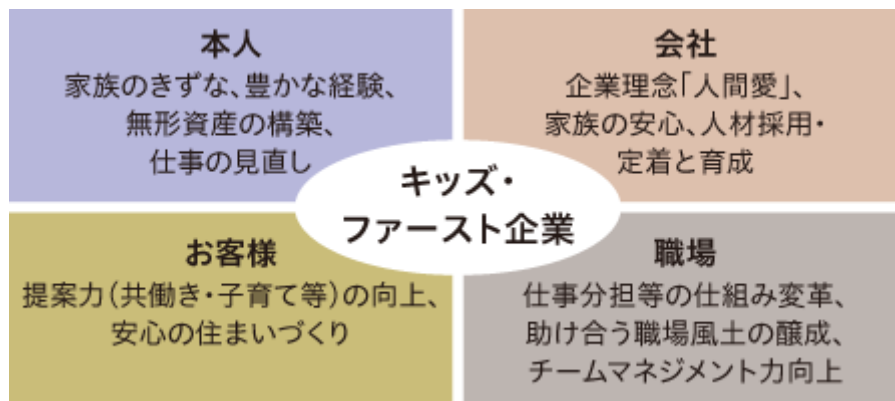 本人
家族のきずな、豊かな経験、
無形資産の構築、
仕事の見直し
会社
企業理念「人間愛」、
家族の安心、人材採用・
定着と育成
キッズ・
ファースト企業
お客様
提案力(共働き・子育て等)の向上、
安心の住まいづくり
職場
仕事分担等の仕組み変革、
助け合う職場風土の醸成、
チームマネジメント力向上